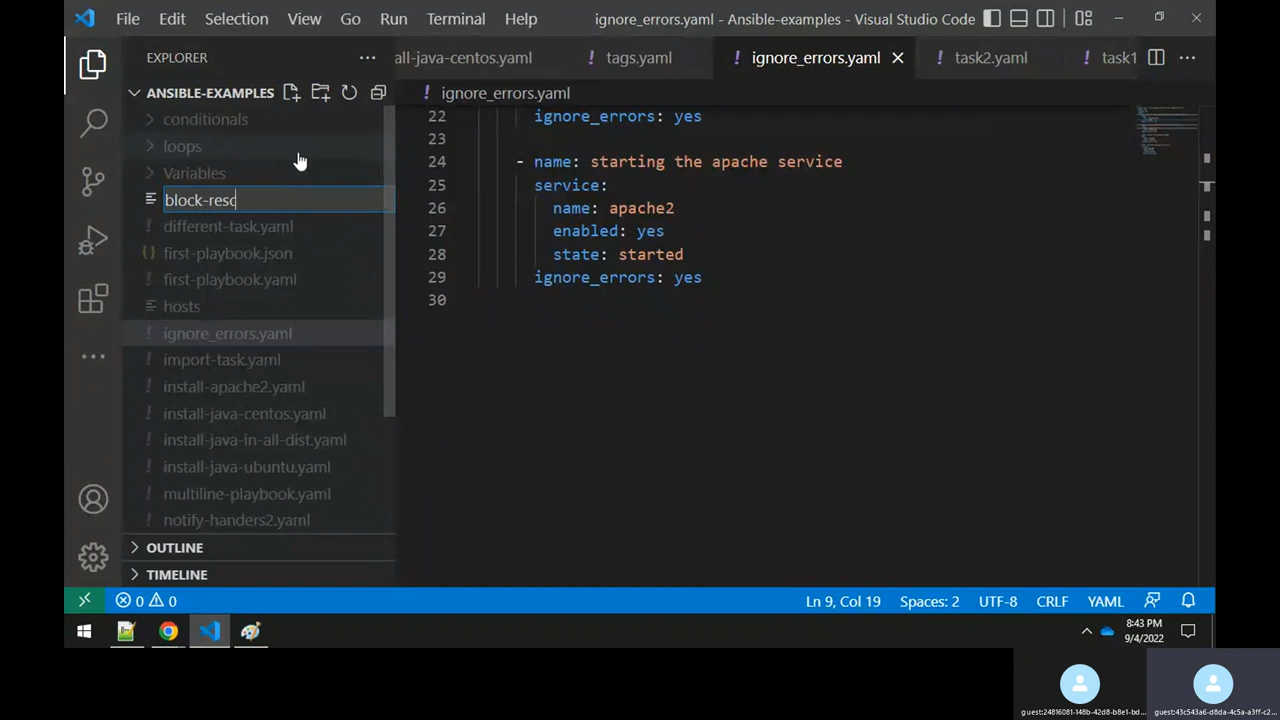 File Edit Selection View Go Run Terminal Help
ignore_errors.yaml - Ansible-examples - Visual Studio Code
EXPLORER
all-java-centos.yaml
tags.yaml
ignore_errors.yaml
task2.yaml
task1
ANSIBLE-EXAMPLES
ignore_errors.yaml
conditionals
loops
Variables
block-resc
different-task.yaml
first-playbook.json
first-playbook.yaml
hosts
ignore_errors.yaml
import-task.yaml
install-apache2.yaml
install-java-centos.yaml
install-java-in-all-dist.yaml
install-java-ubuntu.yaml
multiline-playbook.yaml
notify-handers2.yaml
OUTLINE
TIMELINE
22 ignore_errors: yes
23
24 - name: starting the apache service
25 service:
26 name: apache2
27 enabled: yes
28 state: started
29 ignore_errors: yes
30
0 0
Ln 9, Col 19 Spaces: 2 UTF-8 CRLF YAML
8:43 PM
9/4/2022
guest:24816081-148b-42d8-b8e1-bd...
guest:43c543a6-d8da-4c5a-a3ff-c2...